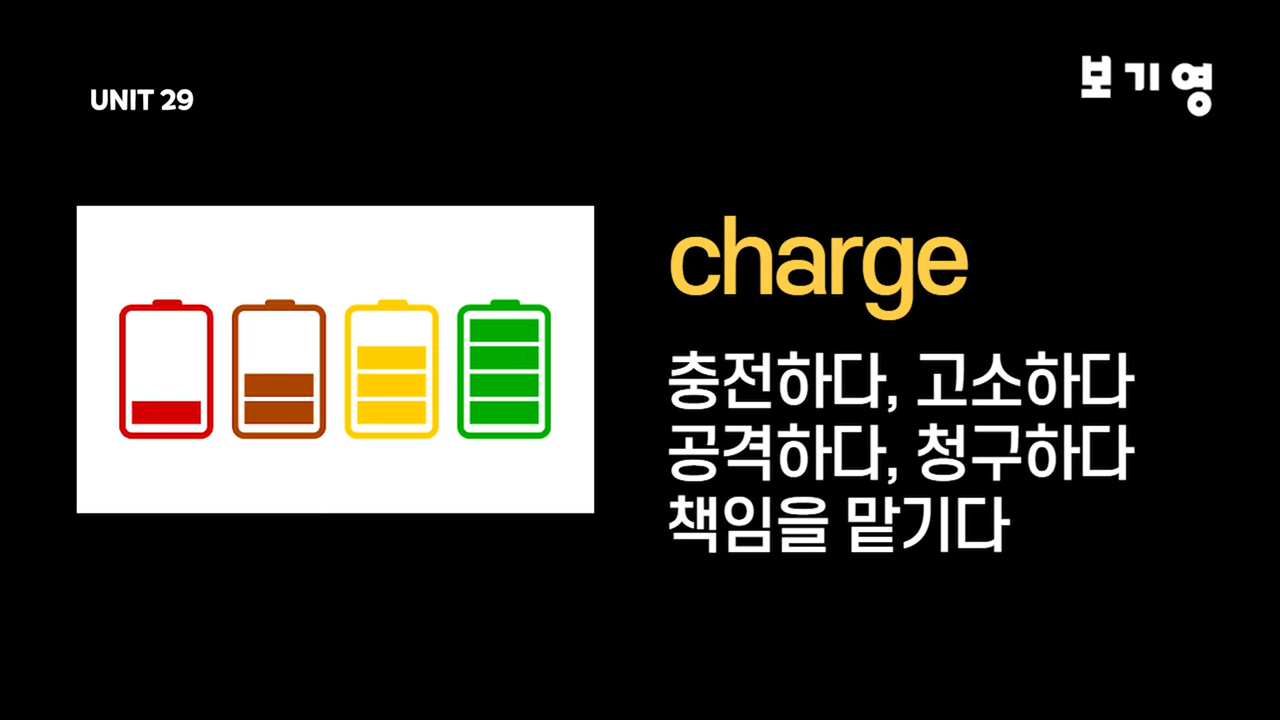 UNIT 29
보기영
charge
충전하다, 고소하다
공격하다, 청구하다
책임을 맡기다